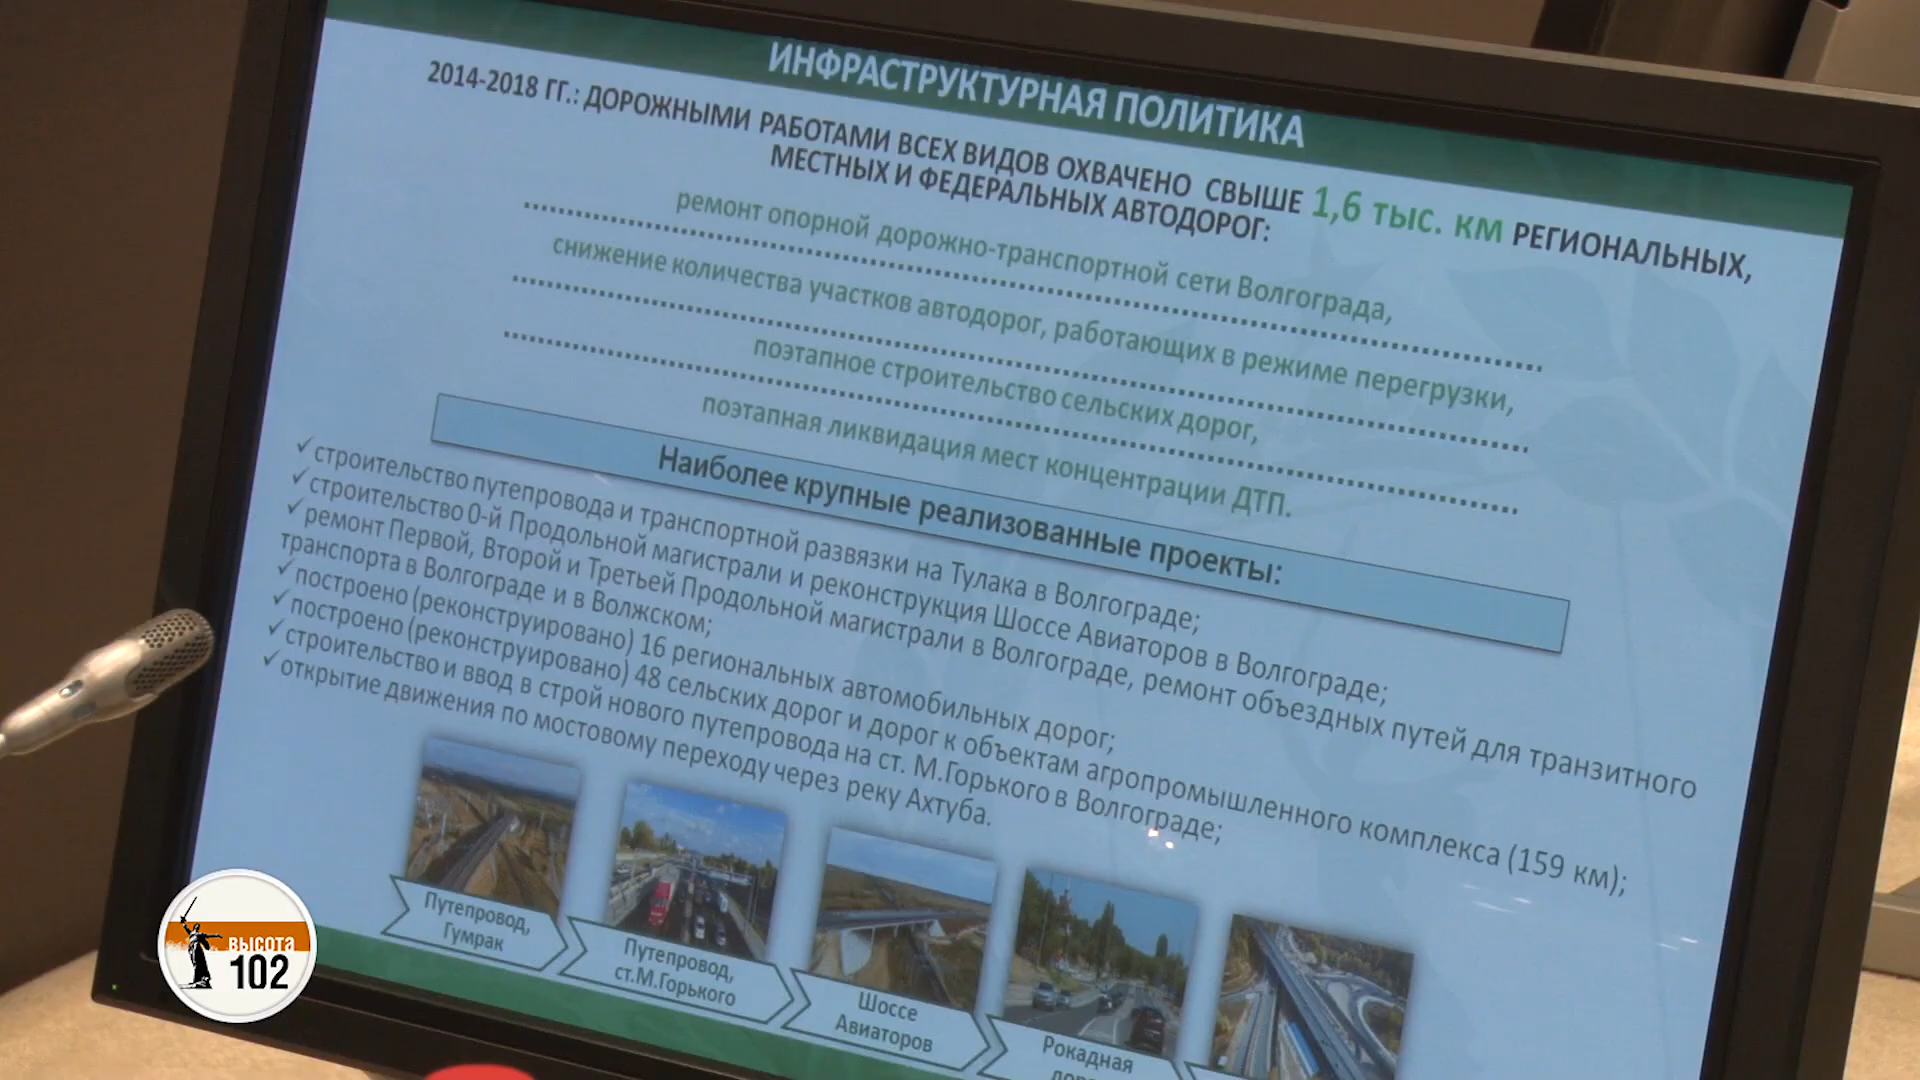 ИНФРАСТРУКТУРНАЯ ПОЛИТИКА
2014-2018 ГГ.: ДОРОЖНЫМИ РАБОТАМИ ВСЕХ ВИДОВ ОХВАЧЕНО СВЫШЕ 1,6 ТЫС. КМ РЕГИОНАЛЬНЫХ,
МЕСТНЫХ И ФЕДЕРАЛЬНЫХ АВТОДОРОГ:
ремонт опорной дорожно-транспортной сети Волгограда,
снижение количества участков автодорог, работающих в режиме перегрузки,
поэтапное строительство сельских дорог,
поэтапная ликвидация мест концентрации ДТП.
Наиболее крупные реализованные проекты:
✓строительство путепровода и транспортной развязки на Тулака в Волгограде;
✓строительство 0-й Продольной магистрали и реконструкция Шоссе Авиаторов в Волгограде;
✓ремонт Первой, Второй и Третьей Продольной магистрали в Волгограде, ремонт объездных путей для транзитного
транспорта в Волгограде и в Волжском;
✓построено (реконструировано) 16 региональных автомобильных дорог;
✓построено (реконструировано) 48 сельских дорог и дорог к объектам агропромышленного комплекса (159 км);
✓строительство и ввод в строй нового путепровода на ст. М.Горького в Волгограде;
✓открытие движения по мостовому переходу через реку Ахтуба.
Путепровод,
Гумрак
Путепровод,
ст.М.Горького
Шоссе
Авиаторов
Рокадная
ВЫСОТА
102